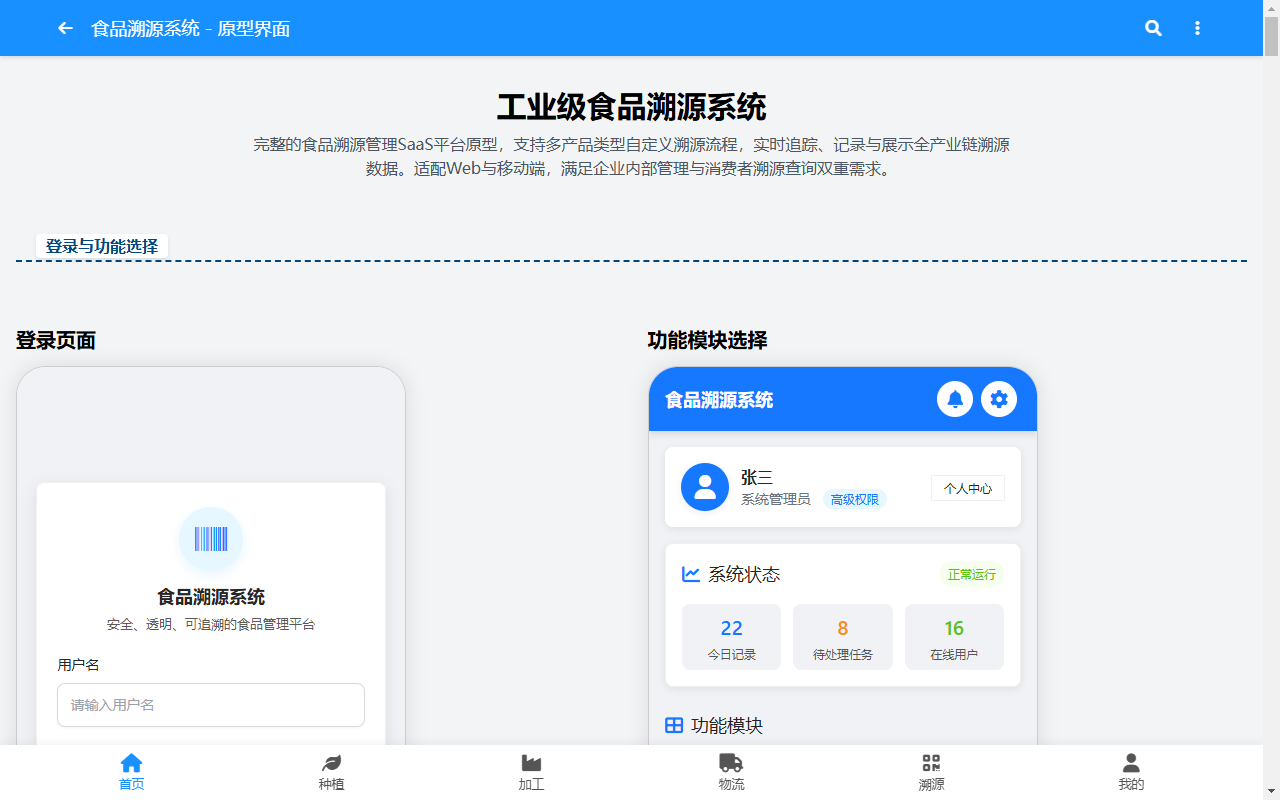 食品溯源系统 - 原型界面
工业级食品溯源系统
完整的食品溯源管理SaaS平台原型，支持多产品类型自定义溯源流程，实时追踪、记录与展示全产业链溯源
数据。适配Web与移动端，满足企业内部管理与消费者溯源查询双重需求。
登录与功能选择
登录页面
食品溯源系统
安全、透明、可追溯的食品管理平台
用户名
请输入用户名
功能模块选择
食品溯源系统
张三
系统管理员 高级权限
个人中心
系统状态
正常运行
22
今日记录
8
待处理任务
16
在线用户
功能模块
首页
种植
加工
物流
溯源
我的